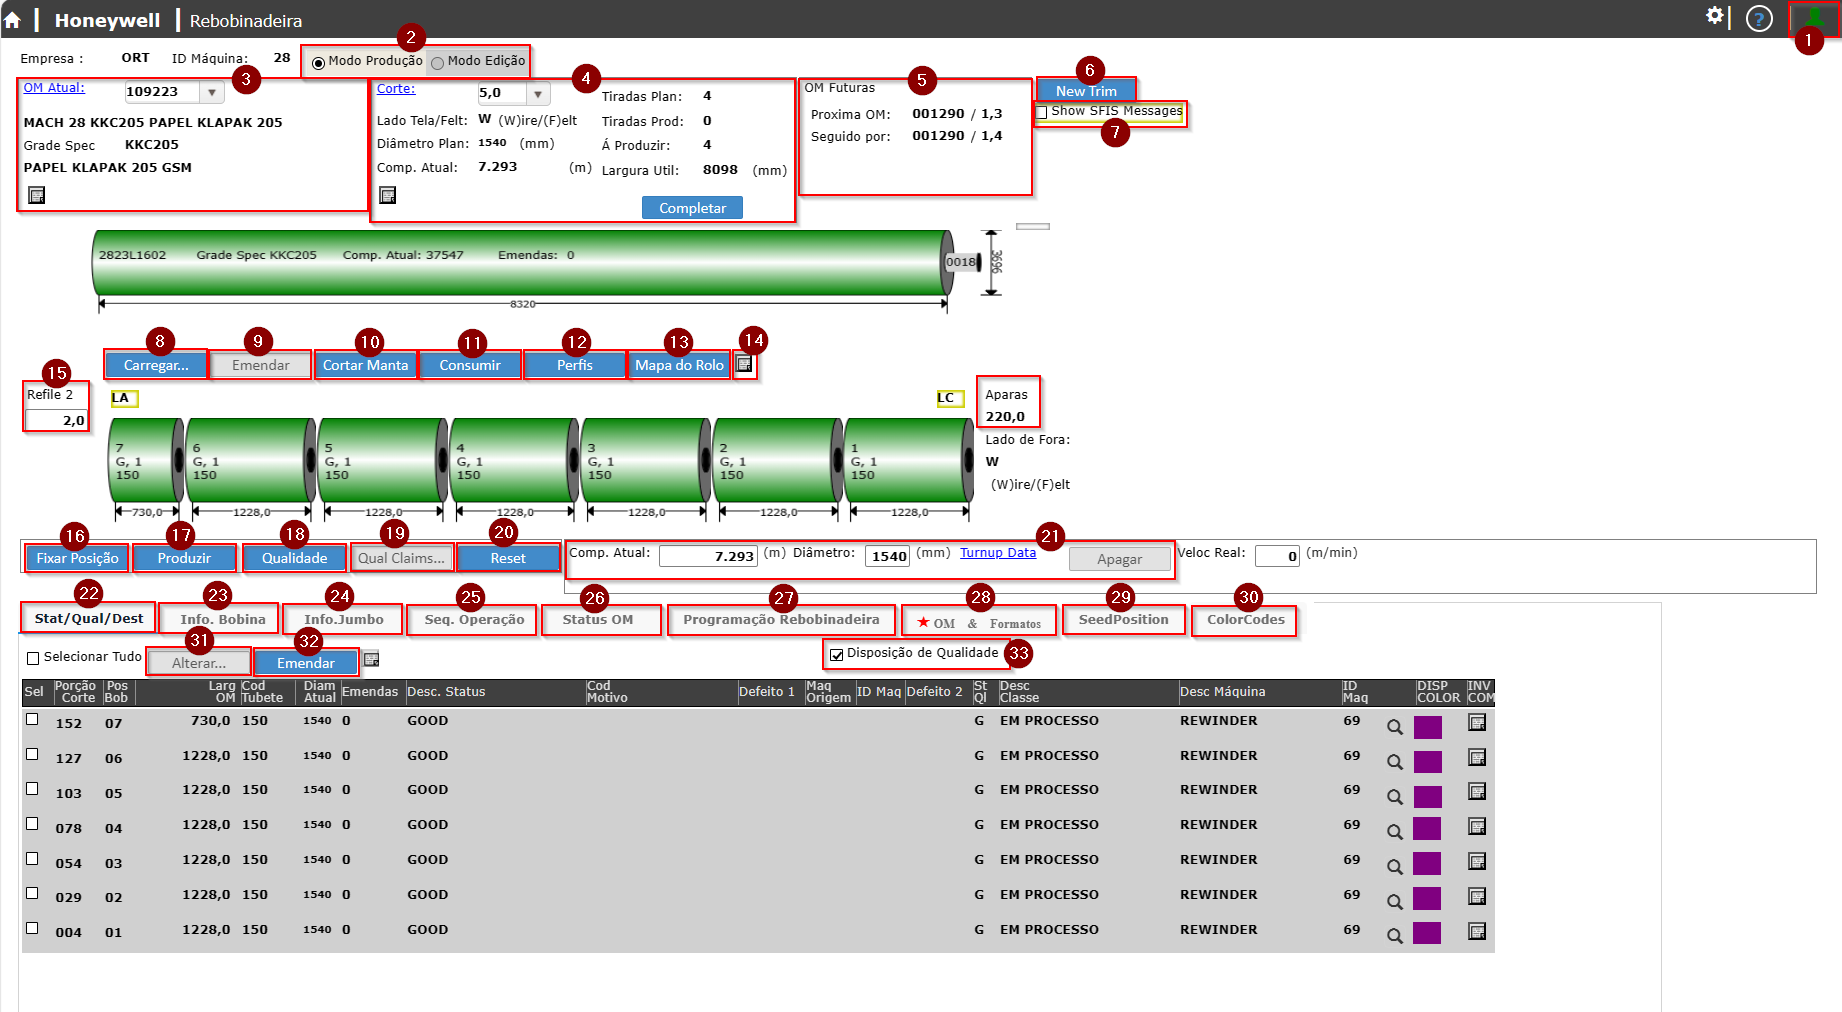 Honeywell | Rebobinadeira
?
1
Empresa : ORT ID Máquina: 28
2
Modo Produção Modo Edição
3
OM Atual: 109223
MACH 28 KKC205 PAPEL KLAPAK 205
Grade Spec KKC205
PAPEL KLAPAK 205 GSM
4
Corte: 5,0
Lado Tela/Felt: W (W)ire/(F)elt
Diâmetro Plan: 1540 (mm)
Comp. Atual: 7.293 (m)
Tiradas Plan: 4
Tiradas Prod: 0
Á Produzir: 4
Largura Util: 8098 (mm)
Completar
5
OM Futuras
Proxima OM: 001290 / 1,3
Seguido por: 001290 / 1,4
6
New Trim
Show SFIS Messages
7
2823L1602 Grade Spec KKC205 Comp. Atual: 37547 Emendas: 0
0018
3696
8320
8 9 10 11 12 13 14
Carregar... Emendar Cortar Manta Consumir Perfis Mapa do Rolo
15
Refile 2
2,0
LA
LC
Aparas
220,0
Lado de Fora:
W
(W)ire/(F)elt
7 6 5 4 3 2 1
G, 1 G, 1 G, 1 G, 1 G, 1 G, 1 G, 1
150 150 150 150 150 150 150
730,0 1228,0 1228,0 1228,0 1228,0 1228,0 1228,0
16 17 18 19 20 21
Fixar Posição Produzir Qualidade Qual Claims... Reset
Comp. Atual: 7.293 (m) Diâmetro: 1540 (mm) Turnup Data Apagar Veloc Real: 0 (m/min)
22 23 24 25 26 27 28 29 30
Stat/Qual/Dest Info. Bobina Info.Jumbo Seq. Operação Status OM Programação Rebobinadeira ★ OM & Formatos SeedPosition ColorCodes
31 32 33
Selecionar Tudo Alterar... Emendar Disposição de Qualidade
Sel Porção Corte Pos Bob Larg OM Cod Tubete Diam Atual Emendas Desc. Status Cod Motivo Defeito 1 Maq Origem ID Maq Defeito 2 St Ql Desc Classe Desc Máquina ID Maq DISP COLOR INV COM
152 07 730,0 150 1540 0 GOOD G EM PROCESSO REWINDER 69
127 06 1228,0 150 1540 0 GOOD G EM PROCESSO REWINDER 69
103 05 1228,0 150 1540 0 GOOD G EM PROCESSO REWINDER 69
078 04 1228,0 150 1540 0 GOOD G EM PROCESSO REWINDER 69
054 03 1228,0 150 1540 0 GOOD G EM PROCESSO REWINDER 69
029 02 1228,0 150 1540 0 GOOD G EM PROCESSO REWINDER 69
004 01 1228,0 150 1540 0 GOOD G EM PROCESSO REWINDER 69